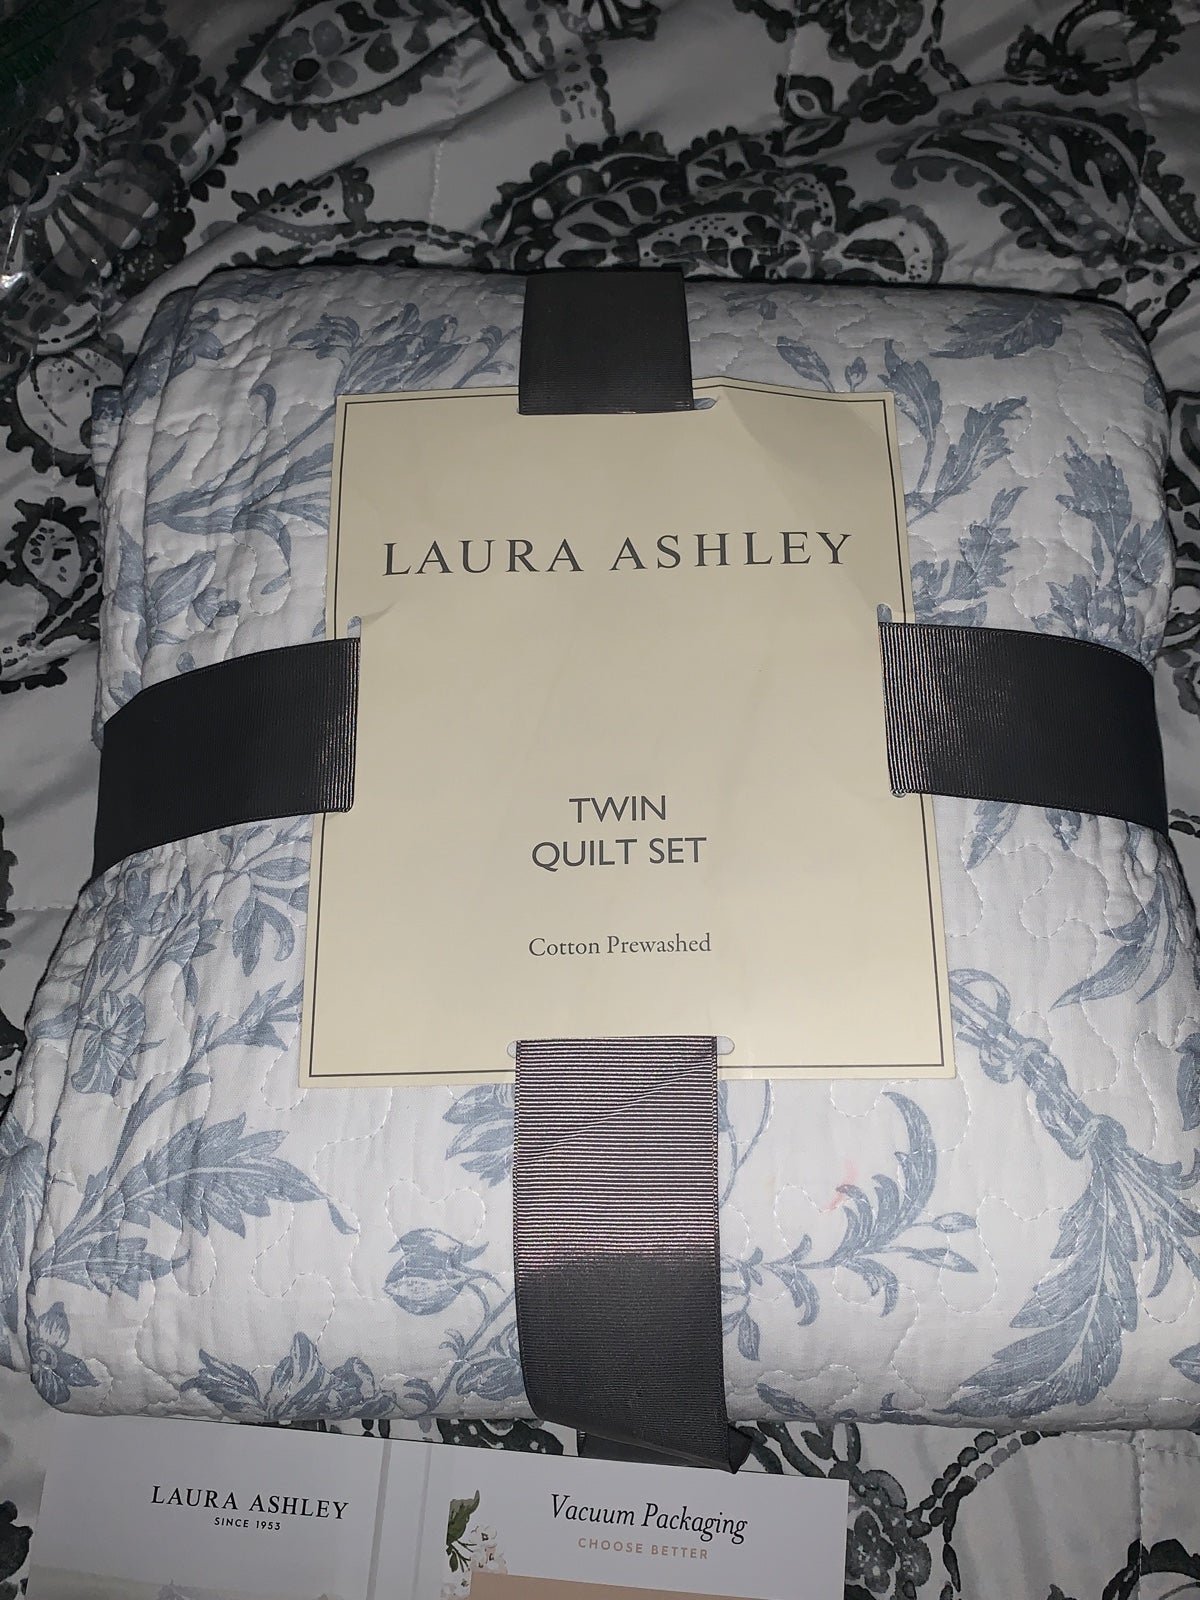 LAURA ASHLEY
TWIN
QUILT SET
Cotton Prewashed
LAURA ASHLEY
SINCE 1953
Vacuum Packaging
CHOOSE BETTER